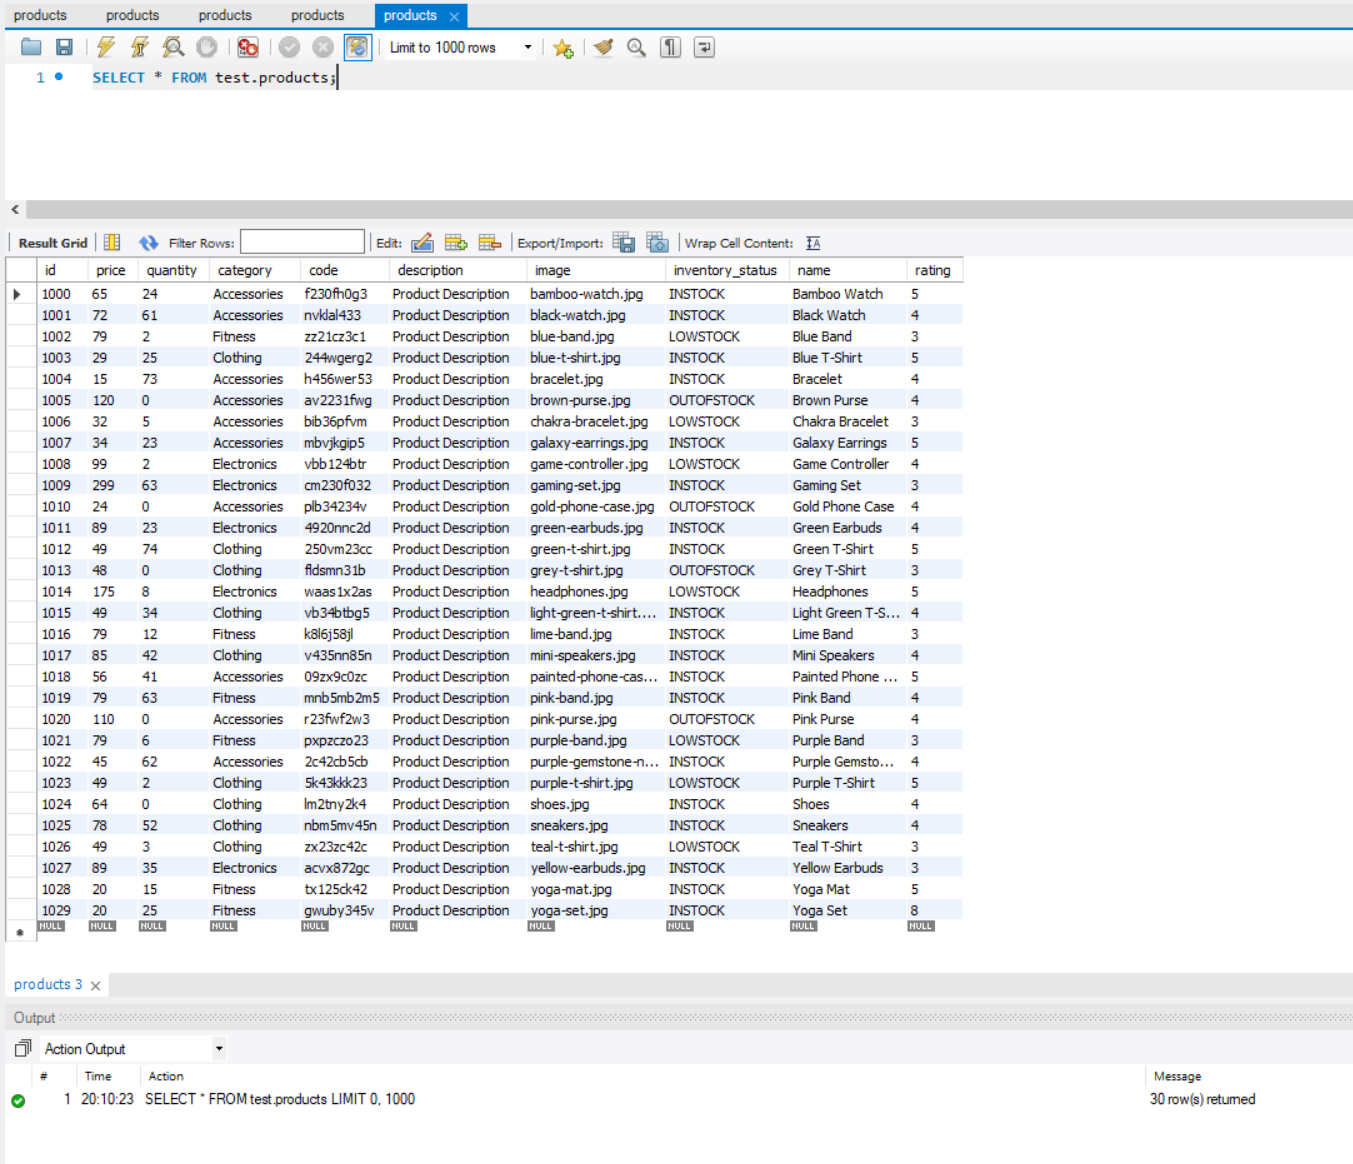 products products products products products
Limit to 1000 rows
1 SELECT * FROM test.products;
Result Grid Filter Rows: Edit: Export/Import: Wrap Cell Content:
id price quantity category code description image inventory_status name rating
1000 65 24 Accessories f230fh0g3 Product Description bamboo-watch.jpg INSTOCK Bamboo Watch 5
1001 72 61 Accessories nvklal433 Product Description black-watch.jpg INSTOCK Black Watch 4
1002 79 2 Fitness zz21cz3c1 Product Description blue-band.jpg LOWSTOCK Blue Band 3
1003 29 25 Clothing 244wgerg2 Product Description blue-t-shirt.jpg INSTOCK Blue T-Shirt 5
1004 15 73 Accessories h456wer53 Product Description bracelet.jpg INSTOCK Bracelet 4
1005 120 0 Accessories av2231fwg Product Description brown-purse.jpg OUTOFSTOCK Brown Purse 4
1006 32 5 Accessories bib36pfvm Product Description chakra-bracelet.jpg LOWSTOCK Chakra Bracelet 3
1007 34 23 Accessories mbvjkgip5 Product Description galaxy-earrings.jpg INSTOCK Galaxy Earrings 5
1008 99 2 Electronics vbb124btr Product Description game-controller.jpg LOWSTOCK Game Controller 4
1009 299 63 Electronics cm230f032 Product Description gaming-set.jpg INSTOCK Gaming Set 3
1010 24 0 Accessories plb34234v Product Description gold-phone-case.jpg OUTOFSTOCK Gold Phone Case 4
1011 89 23 Electronics 4920nnc2d Product Description green-earbuds.jpg INSTOCK Green Earbuds 4
1012 49 74 Clothing 250vm23cc Product Description green-t-shirt.jpg INSTOCK Green T-Shirt 5
1013 48 0 Clothing fldsmn31b Product Description grey-t-shirt.jpg OUTOFSTOCK Grey T-Shirt 3
1014 175 8 Electronics waas1x2as Product Description headphones.jpg LOWSTOCK Headphones 5
1015 49 34 Clothing vb34btbg5 Product Description light-green-t-shirt.... INSTOCK Light Green T-S... 4
1016 79 12 Fitness k8l6j58jl Product Description lime-band.jpg INSTOCK Lime Band 3
1017 85 42 Clothing v435nn85n Product Description mini-speakers.jpg INSTOCK Mini Speakers 4
1018 56 41 Accessories 09zx9c0zc Product Description painted-phone-cas... INSTOCK Painted Phone ... 5
1019 79 63 Fitness mnb5mb2m5 Product Description pink-band.jpg INSTOCK Pink Band 4
1020 110 0 Accessories r23fwf2w3 Product Description pink-purse.jpg OUTOFSTOCK Pink Purse 4
1021 79 6 Fitness pxpzczo23 Product Description purple-band.jpg LOWSTOCK Purple Band 3
1022 45 62 Accessories 2c42cb5cb Product Description purple-gemstone-n... INSTOCK Purple Gemsto... 4
1023 49 2 Clothing 5k43kkk23 Product Description purple-t-shirt.jpg LOWSTOCK Purple T-Shirt 5
1024 64 0 Clothing lm2tny2k4 Product Description shoes.jpg INSTOCK Shoes 4
1025 78 52 Clothing nbm5mv45n Product Description sneakers.jpg INSTOCK Sneakers 4
1026 49 3 Clothing zx23zc42c Product Description teal-t-shirt.jpg LOWSTOCK Teal T-Shirt 3
1027 89 35 Electronics acvx872gc Product Description yellow-earbuds.jpg INSTOCK Yellow Earbuds 3
1028 20 15 Fitness tx125ck42 Product Description yoga-mat.jpg INSTOCK Yoga Mat 5
1029 20 25 Fitness gwuby345v Product Description yoga-set.jpg INSTOCK Yoga Set 8
NULL NULL NULL NULL NULL NULL NULL NULL NULL NULL
products 3
Output
Action Output
# Time Action Message
1 20:10:23 SELECT * FROM test.products LIMIT 0, 1000 30 row(s) returned